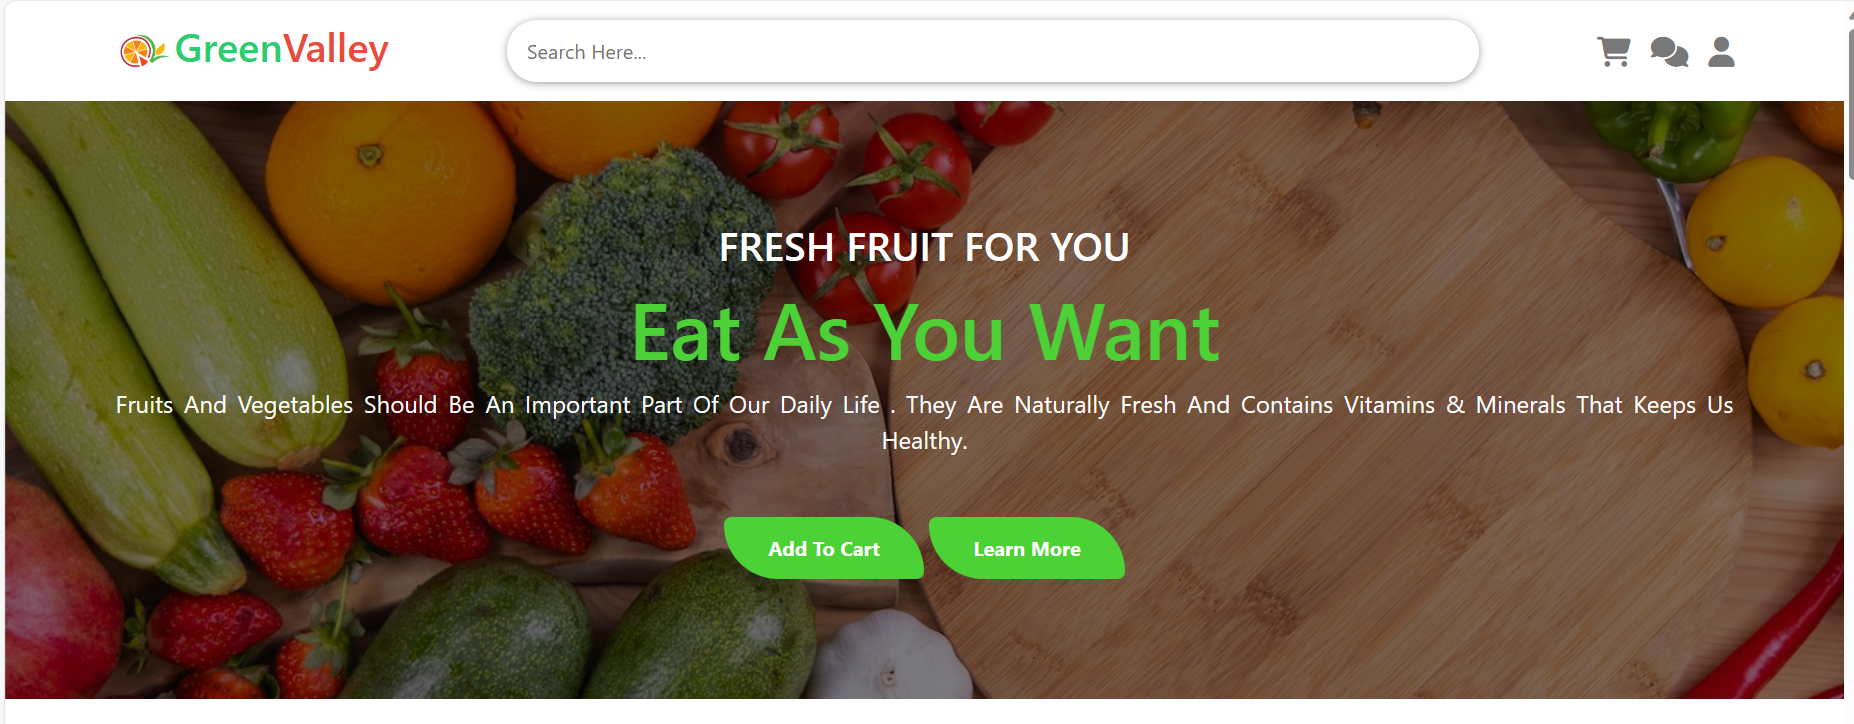 GreenValley
Search Here...
FRESH FRUIT FOR YOU
Eat As You Want
Fruits And Vegetables Should Be An Important Part Of Our Daily Life . They Are Naturally Fresh And Contains Vitamins & Minerals That Keeps Us
Healthy.
Add To Cart
Learn More